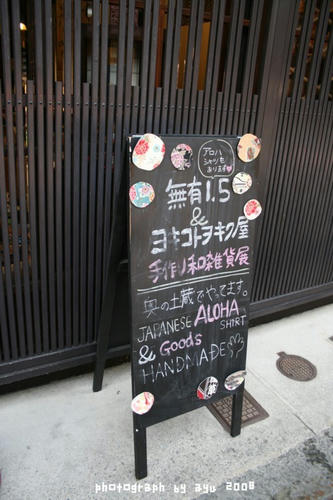 アロハ
シャツも
あります♥
無有1.5
&
ヨキコトヲキク屋
手作り和雑貨展
奥の土蔵でやってます。
JAPANESE ALOHA SHIRT
& Goods
HANDMADE
photograph by ayu 2008